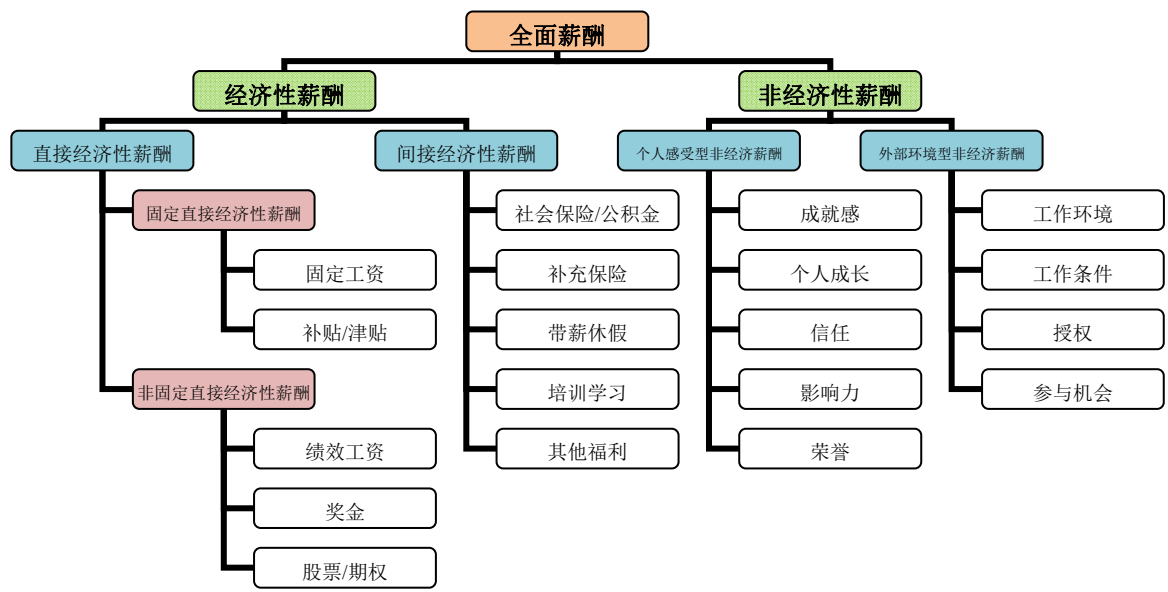 全面薪酬
经济性薪酬
非经济性薪酬
直接经济性薪酬
间接经济性薪酬
个人感受型非经济薪酬
外部环境型非经济薪酬
固定直接经济性薪酬
固定工资
补贴/津贴
非固定直接经济性薪酬
绩效工资
奖金
股票/期权
社会保险/公积金
补充保险
带薪休假
培训学习
其他福利
成就感
个人成长
信任
影响力
荣誉
工作环境
工作条件
授权
参与机会